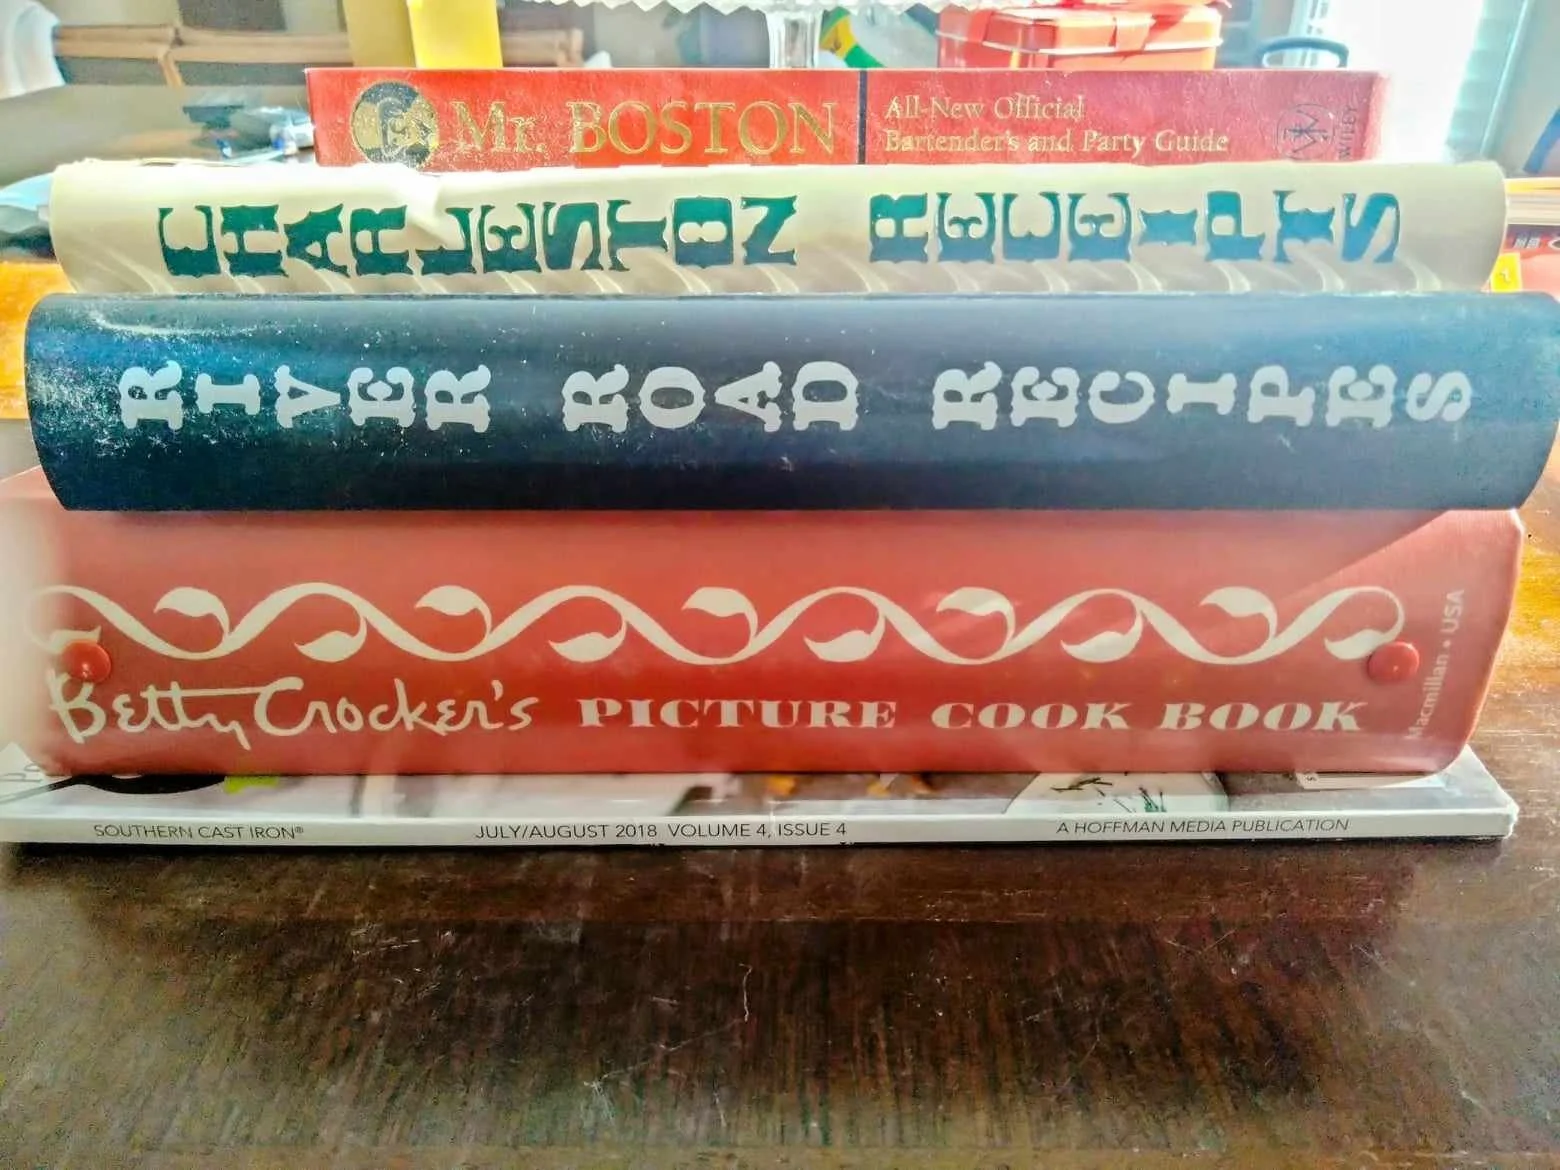 Mr. BOSTON
All-New Official
Bartender's and Party Guide
WILEY
CHARLESTON RECEIPTS
RIVER ROAD RECIPES
Betty Crocker's PICTURE COOK BOOK
Macmillan • USA
SOUTHERN CAST IRON® JULY/AUGUST 2018 VOLUME 4, ISSUE 4 A HOFFMAN MEDIA PUBLICATION